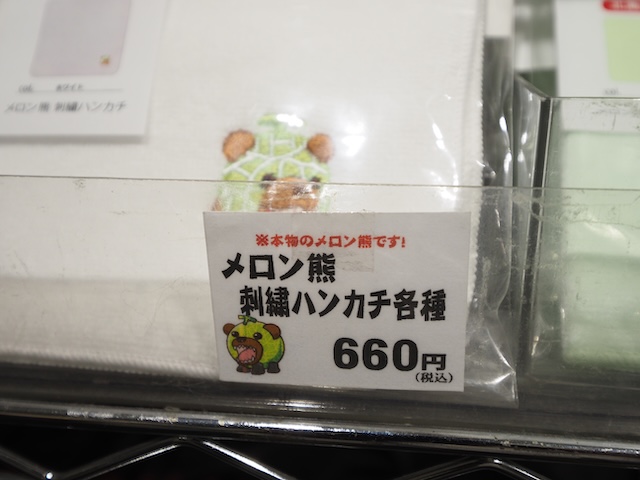 メロン熊 刺繍ハンカチ
※本物のメロン熊です!
メロン熊
刺繍ハンカチ各種
660円
(税込)